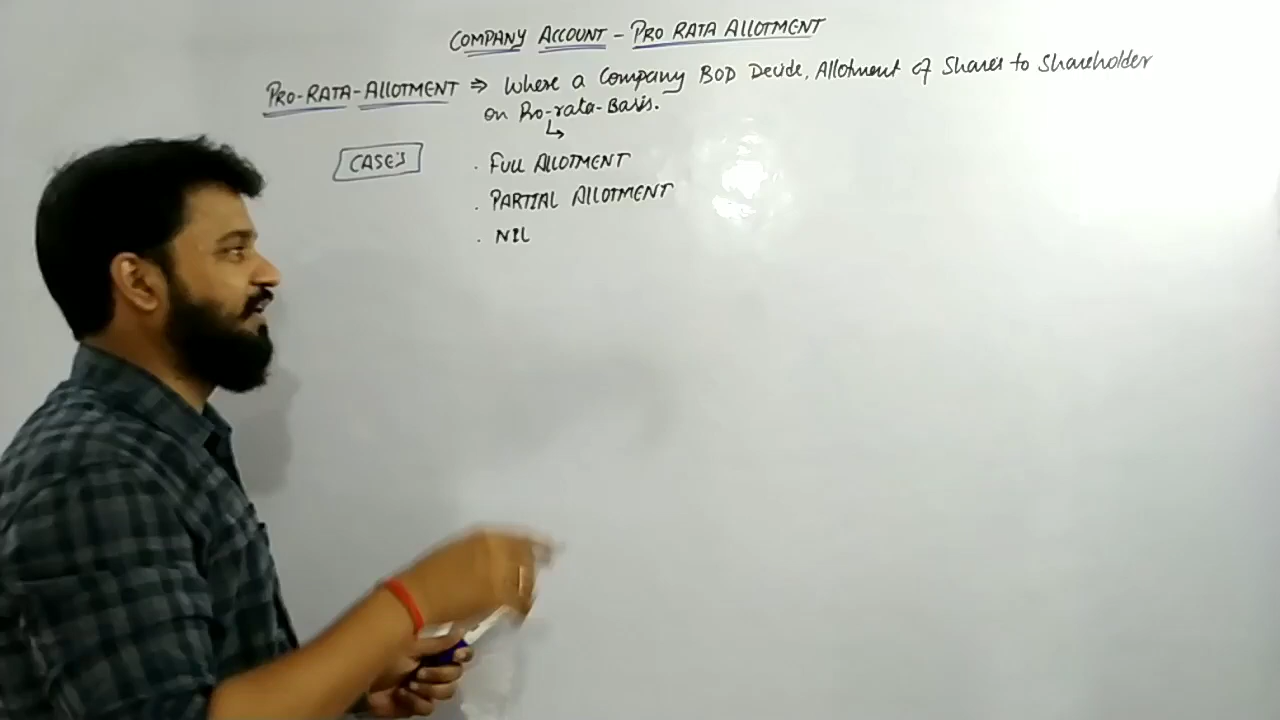 COMPANY ACCOUNT - PRO RATA ALLOTMENT
PRO-RATA-ALLOTMENT ⇒ Where a Company BOD Decide, Allotment of Shares to Shareholder
on Pro-rata-Basis.
↳
CASE'S
. FULL ALLOTMENT
. PARTIAL ALLOTMENT
. NIL